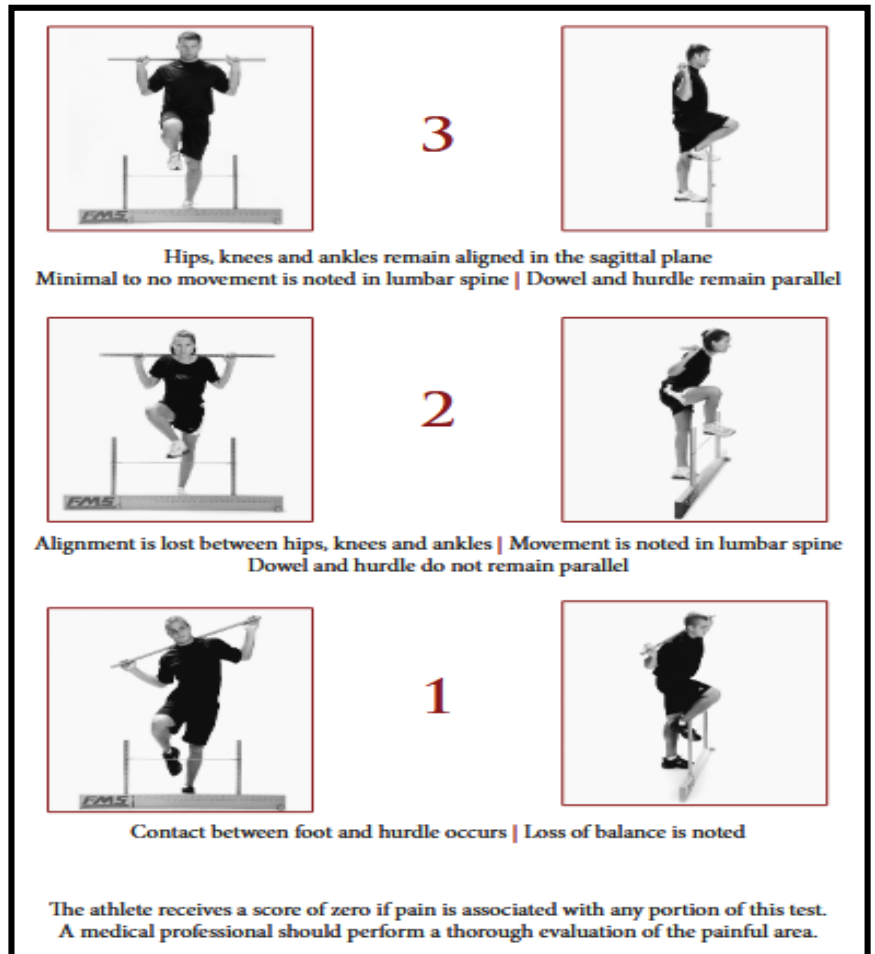 FMS
3
Hips, knees and ankles remain aligned in the sagittal plane
Minimal to no movement is noted in lumbar spine | Dowel and hurdle remain parallel
FMS
2
Alignment is lost between hips, knees and ankles | Movement is noted in lumbar spine
Dowel and hurdle do not remain parallel
FMS
1
Contact between foot and hurdle occurs | Loss of balance is noted
The athlete receives a score of zero if pain is associated with any portion of this test.
A medical professional should perform a thorough evaluation of the painful area.